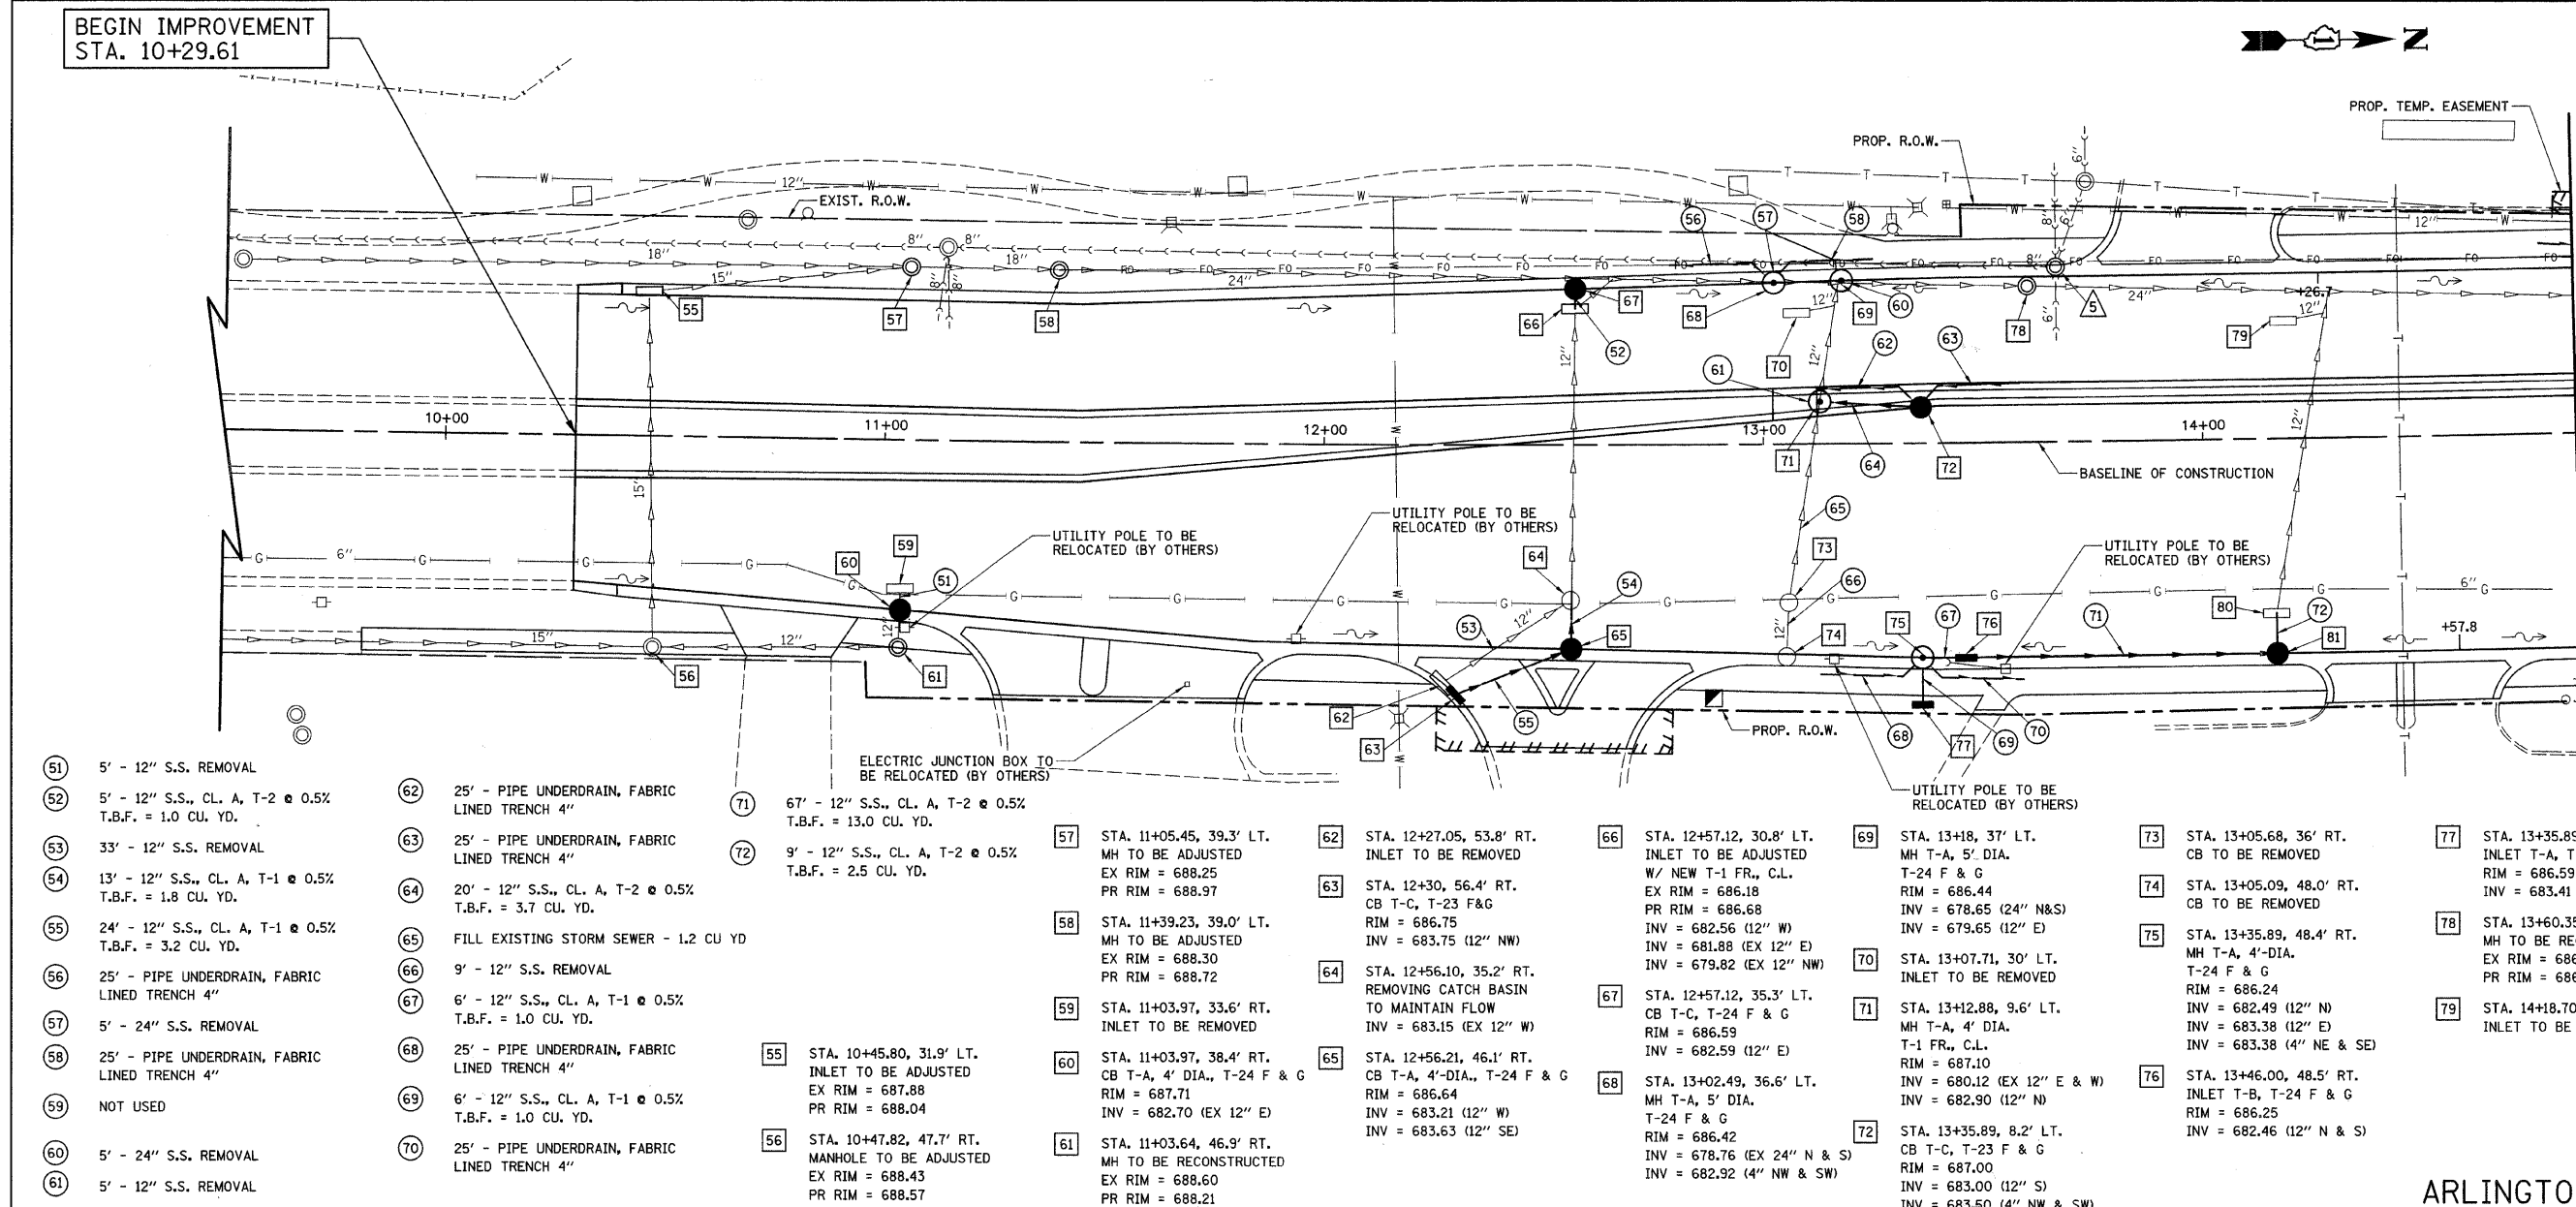 BEGIN IMPROVEMENT
STA. 10+29.61
N
PROP. TEMP. EASEMENT
PROP. R.O.W.
EXIST. R.O.W.
10+00
11+00
12+00
13+00
14+00
+26.7
+57.8
BASELINE OF CONSTRUCTION
UTILITY POLE TO BE
RELOCATED (BY OTHERS)
UTILITY POLE TO BE
RELOCATED (BY OTHERS)
UTILITY POLE TO BE
RELOCATED (BY OTHERS)
PROP. R.O.W.
ELECTRIC JUNCTION BOX TO
BE RELOCATED (BY OTHERS)
UTILITY POLE TO BE
RELOCATED (BY OTHERS)
51 5' - 12" S.S. REMOVAL
52 5' - 12" S.S., CL. A, T-2 @ 0.5%
T.B.F. = 1.0 CU. YD.
53 33' - 12" S.S. REMOVAL
54 13' - 12" S.S., CL. A, T-1 @ 0.5%
T.B.F. = 1.8 CU. YD.
55 24' - 12" S.S., CL. A, T-1 @ 0.5%
T.B.F. = 3.2 CU. YD.
56 25' - PIPE UNDERDRAIN, FABRIC
LINED TRENCH 4"
57 5' - 24" S.S. REMOVAL
58 25' - PIPE UNDERDRAIN, FABRIC
LINED TRENCH 4"
59 NOT USED
60 5' - 24" S.S. REMOVAL
61 5' - 12" S.S. REMOVAL
62 25' - PIPE UNDERDRAIN, FABRIC
LINED TRENCH 4"
63 25' - PIPE UNDERDRAIN, FABRIC
LINED TRENCH 4"
64 20' - 12" S.S., CL. A, T-2 @ 0.5%
T.B.F. = 3.7 CU. YD.
65 FILL EXISTING STORM SEWER - 1.2 CU YD
66 9' - 12" S.S. REMOVAL
67 6' - 12" S.S., CL. A, T-1 @ 0.5%
T.B.F. = 1.0 CU. YD.
68 25' - PIPE UNDERDRAIN, FABRIC
LINED TRENCH 4"
69 6' - 12" S.S., CL. A, T-1 @ 0.5%
T.B.F. = 1.0 CU. YD.
70 25' - PIPE UNDERDRAIN, FABRIC
LINED TRENCH 4"
71 67' - 12" S.S., CL. A, T-2 @ 0.5%
T.B.F. = 13.0 CU. YD.
72 9' - 12" S.S., CL. A, T-2 @ 0.5%
T.B.F. = 2.5 CU. YD.
55 STA. 10+45.80, 31.9' LT.
INLET TO BE ADJUSTED
EX RIM = 687.88
PR RIM = 688.04
56 STA. 10+47.82, 47.7' RT.
MANHOLE TO BE ADJUSTED
EX RIM = 688.43
PR RIM = 688.57
57 STA. 11+05.45, 39.3' LT.
MH TO BE ADJUSTED
EX RIM = 688.25
PR RIM = 688.97
58 STA. 11+39.23, 39.0' LT.
MH TO BE ADJUSTED
EX RIM = 688.30
PR RIM = 688.72
59 STA. 11+03.97, 33.6' RT.
INLET TO BE REMOVED
60 STA. 11+03.97, 38.4' RT.
CB T-A, 4' DIA., T-24 F & G
RIM = 687.71
INV = 682.70 (EX 12" E)
61 STA. 11+03.64, 46.9' RT.
MH TO BE RECONSTRUCTED
EX RIM = 688.60
PR RIM = 688.21
62 STA. 12+27.05, 53.8' RT.
INLET TO BE REMOVED
63 STA. 12+30, 56.4' RT.
CB T-C, T-23 F&G
RIM = 686.75
INV = 683.75 (12" NW)
64 STA. 12+56.10, 35.2' RT.
REMOVING CATCH BASIN
TO MAINTAIN FLOW
INV = 683.15 (EX 12" W)
65 STA. 12+56.21, 46.1' RT.
CB T-A, 4'-DIA., T-24 F & G
RIM = 686.64
INV = 683.21 (12" W)
INV = 683.63 (12" SE)
66 STA. 12+57.12, 30.8' LT.
INLET TO BE ADJUSTED
W/ NEW T-1 FR., C.L.
EX RIM = 686.18
PR RIM = 686.68
INV = 682.56 (12" W)
INV = 681.88 (EX 12" E)
INV = 679.82 (EX 12" NW)
67 STA. 12+57.12, 35.3' LT.
CB T-C, T-24 F & G
RIM = 686.59
INV = 682.59 (12" E)
68 STA. 13+02.49, 36.6' LT.
MH T-A, 5' DIA.
T-24 F & G
RIM = 686.42
INV = 678.76 (EX 24" N & S)
INV = 682.92 (4" NW & SW)
69 STA. 13+18, 37' LT.
MH T-A, 5' DIA.
T-24 F & G
RIM = 686.44
INV = 678.65 (24" N&S)
INV = 679.65 (12" E)
70 STA. 13+07.71, 30' LT.
INLET TO BE REMOVED
71 STA. 13+12.88, 9.6' LT.
MH T-A, 4' DIA.
T-1 FR., C.L.
RIM = 687.10
INV = 680.12 (EX 12" E & W)
INV = 682.90 (12" N)
72 STA. 13+35.89, 8.2' LT.
CB T-C, T-23 F & G
RIM = 687.00
INV = 683.00 (12" S)
INV = 683.50 (4" NW & SW)
73 STA. 13+05.68, 36' RT.
CB TO BE REMOVED
74 STA. 13+05.09, 48.0' RT.
CB TO BE REMOVED
75 STA. 13+35.89, 48.4' RT.
MH T-A, 4'-DIA.
T-24 F & G
RIM = 686.24
INV = 682.49 (12" N)
INV = 683.38 (12" E)
INV = 683.38 (4" NE & SE)
76 STA. 13+46.00, 48.5' RT.
INLET T-B, T-24 F & G
RIM = 686.25
INV = 682.46 (12" N & S)
77 STA. 13+35.89
INLET T-A, T
RIM = 686.59
INV = 683.41
78 STA. 13+60.35
MH TO BE RE
EX RIM = 686
PR RIM = 686
79 STA. 14+18.70
INLET TO BE
ARLINGTO